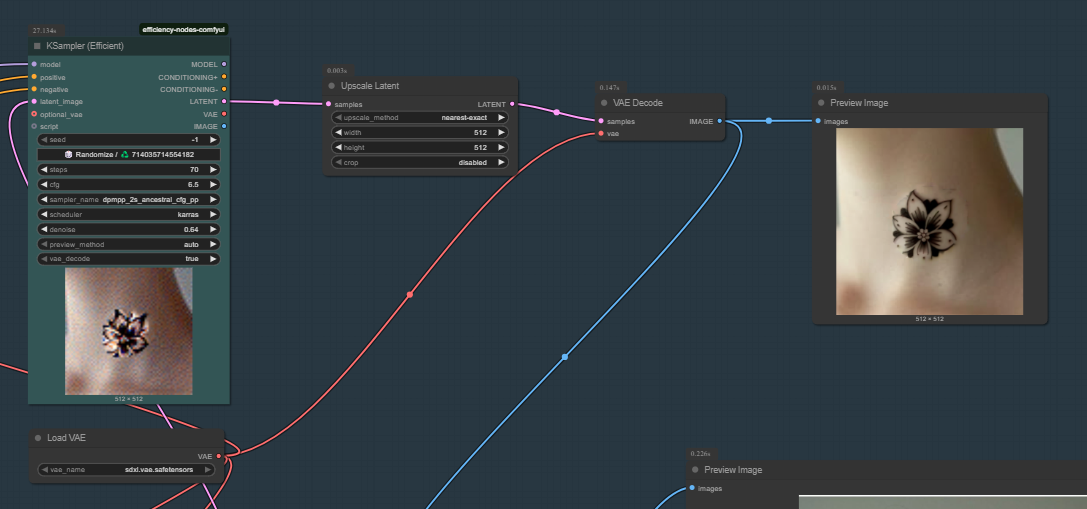 27.134s
efficiency-nodes-comfyui
KSampler (Efficient)
model MODEL
positive CONDITIONING+
negative CONDITIONING-
latent_image LATENT
optional_vae VAE
script IMAGE
seed -1
Randomize / 714035714554182
steps 70
cfg 6.5
sampler_name dpmpp_2s_ancestral_cfg_pp
scheduler karras
denoise 0.64
preview_method auto
vae_decode true
512 × 512
Load VAE
VAE
vae_name sdxl.vae.safetensors
0.003s
Upscale Latent
samples LATENT
upscale_method nearest-exact
width 512
height 512
crop disabled
0.147s
VAE Decode
samples IMAGE
vae
0.015s
Preview Image
images
512 × 512
0.226s
Preview Image
images